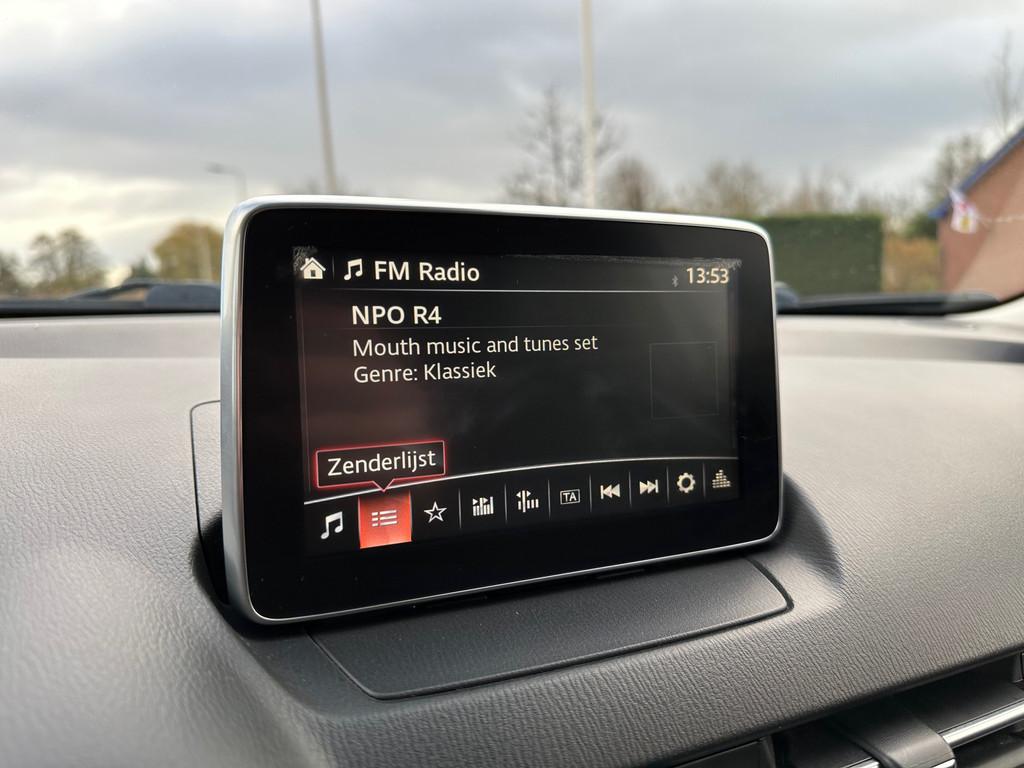 FM Radio
13:53
NPO R4
Mouth music and tunes set
Genre: Klassiek
Zenderlijst
TA